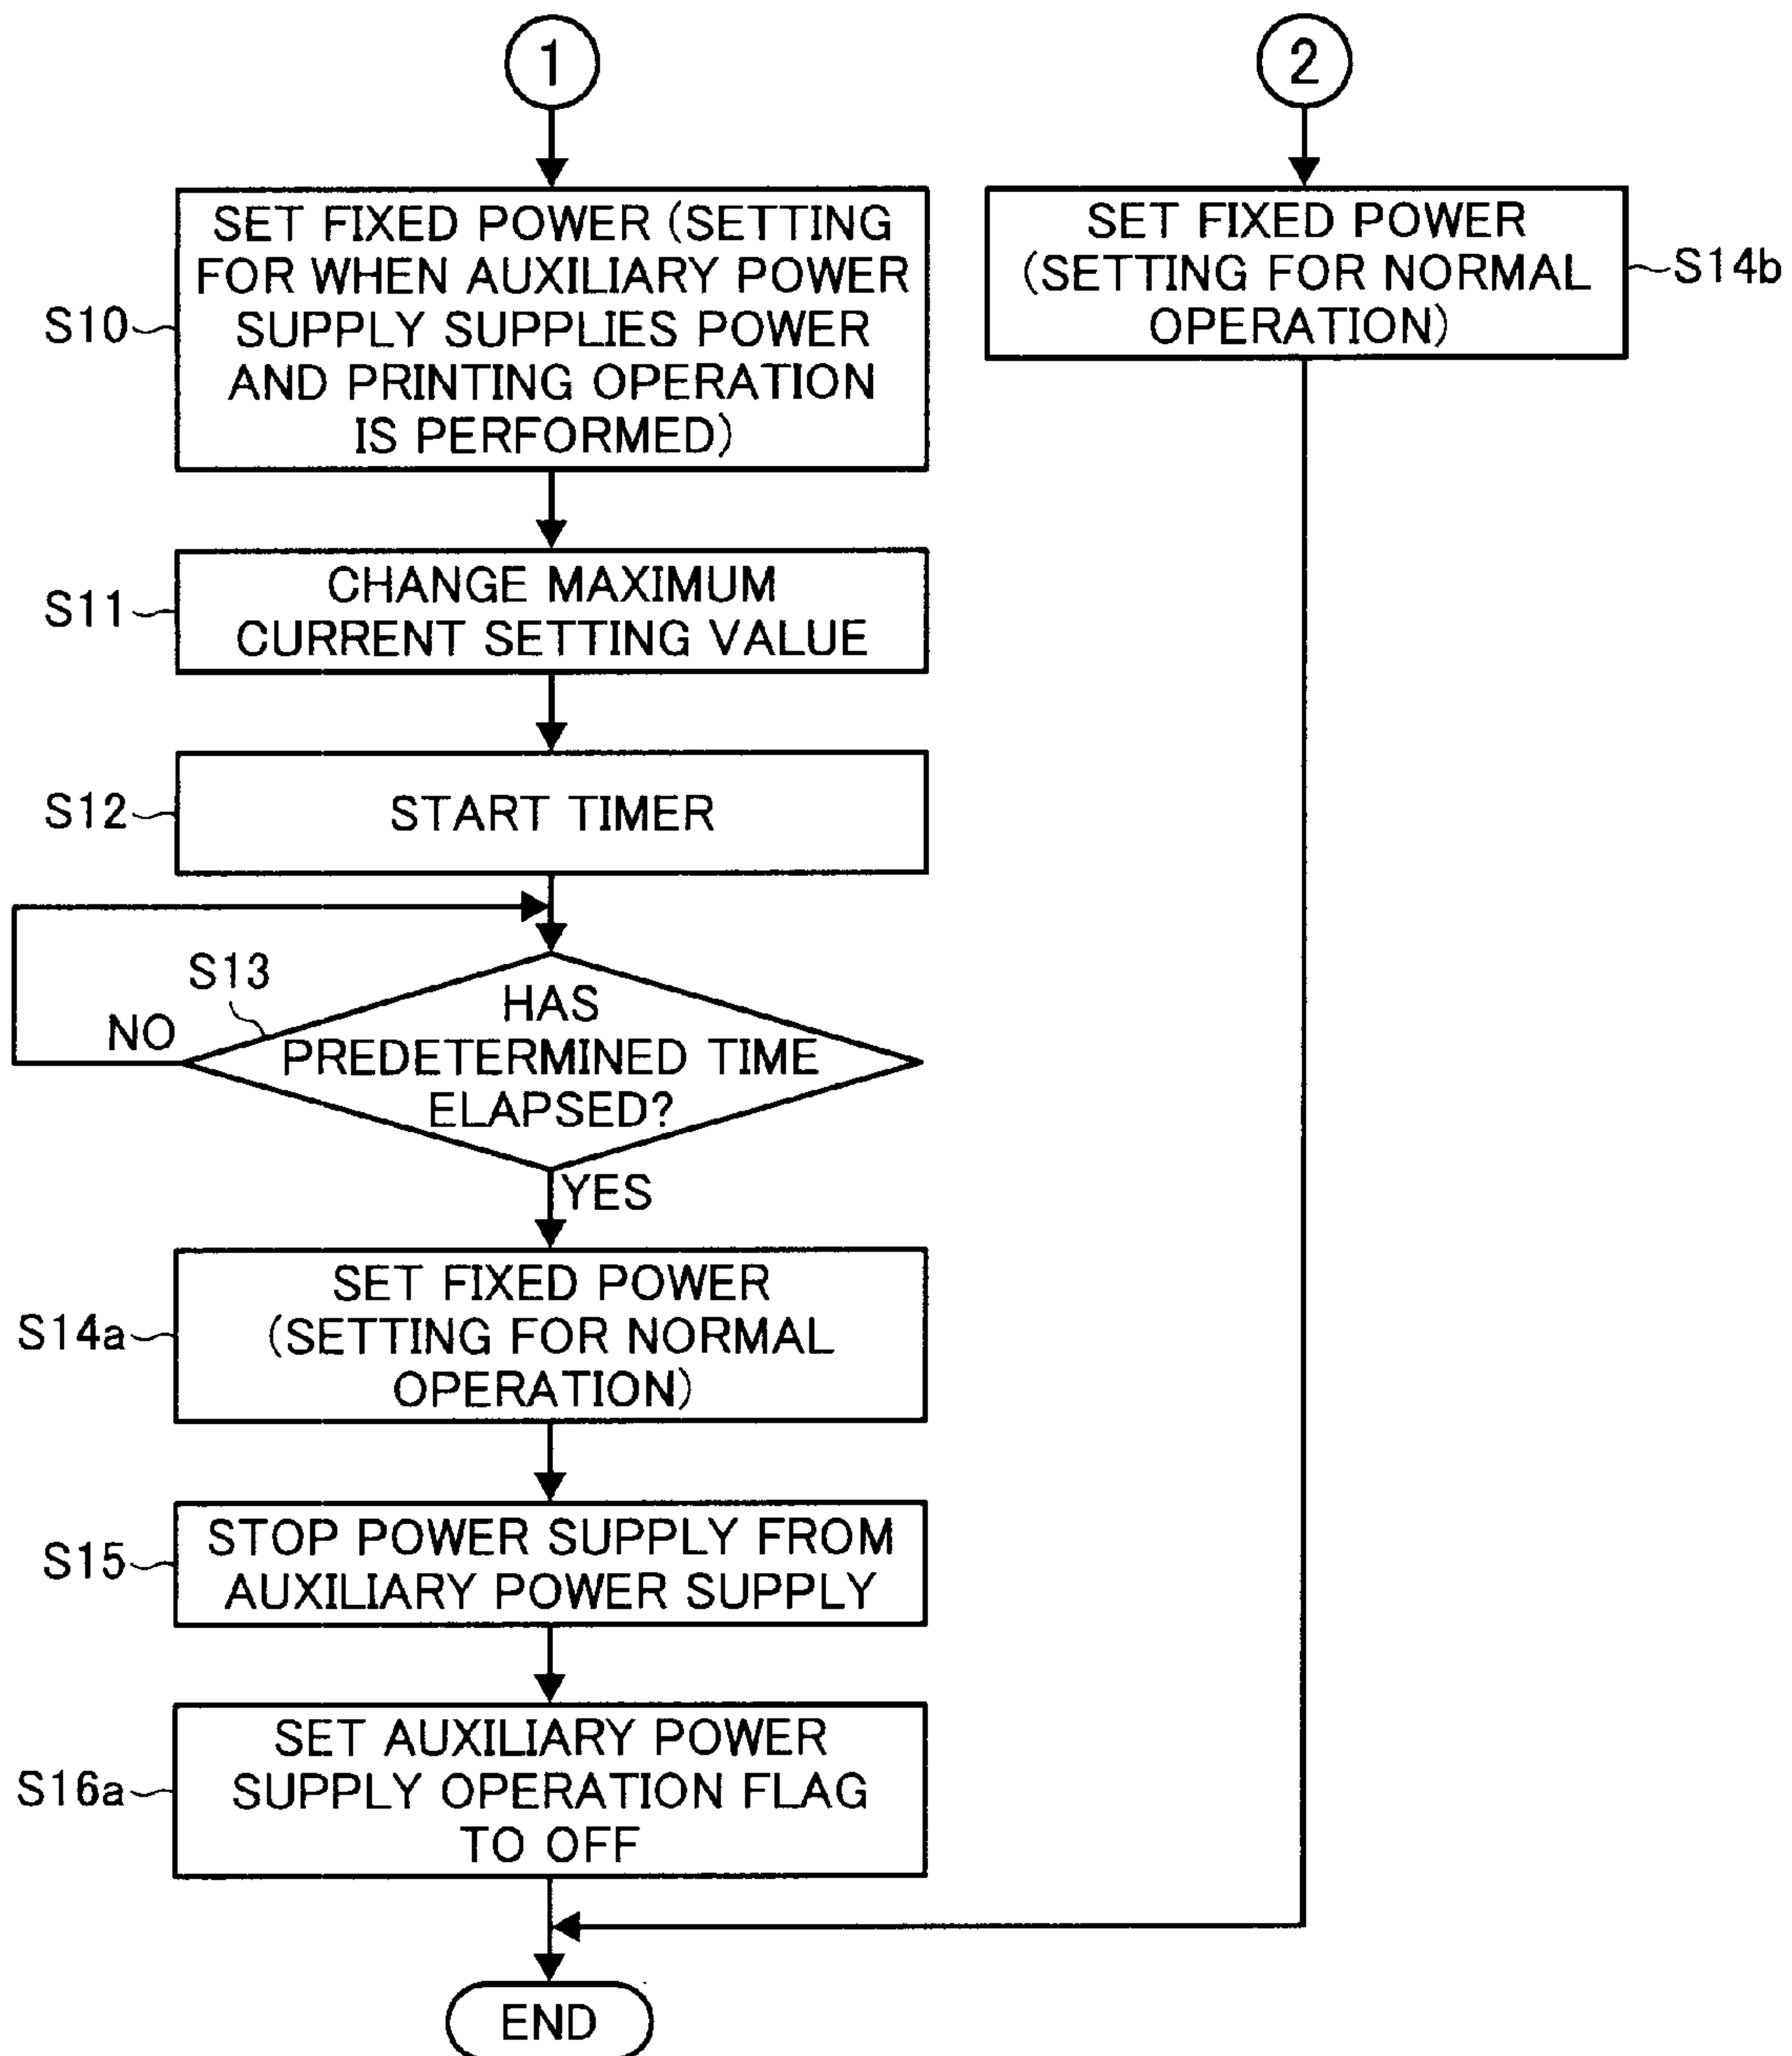 1
SET FIXED POWER (SETTING
FOR WHEN AUXILIARY POWER
SUPPLY SUPPLIES POWER
AND PRINTING OPERATION
IS PERFORMED)
S10
CHANGE MAXIMUM
CURRENT SETTING VALUE
S11
START TIMER
S12
S13
HAS
PREDETERMINED TIME
ELAPSED?
NO
YES
SET FIXED POWER
(SETTING FOR NORMAL
OPERATION)
S14a
STOP POWER SUPPLY FROM
AUXILIARY POWER SUPPLY
S15
SET AUXILIARY POWER
SUPPLY OPERATION FLAG
TO OFF
S16a
END
2
SET FIXED POWER
(SETTING FOR NORMAL
OPERATION)
S14b